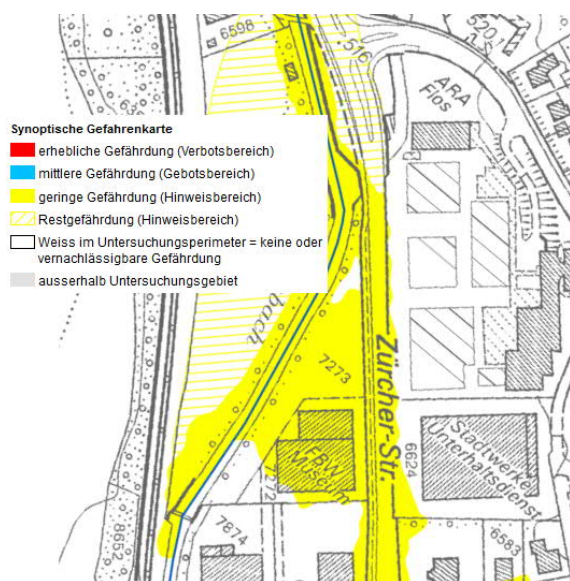 6598
516
520
ARA
Flos
Synoptische Gefahrenkarte
erhebliche Gefährdung (Verbotsbereich)
mittlere Gefährdung (Gebotsbereich)
geringe Gefährdung (Hinweisbereich)
Restgefährdung (Hinweisbereich)
Weiss im Untersuchungsperimeter = keine oder
vernachlässigbare Gefährdung
ausserhalb Untersuchungsgebiet
bach
7273
Zürcher-Str.
FBW
Museum
7272
6624
Stadtwerke
Unterhaltsdienst
8652
7874
6583